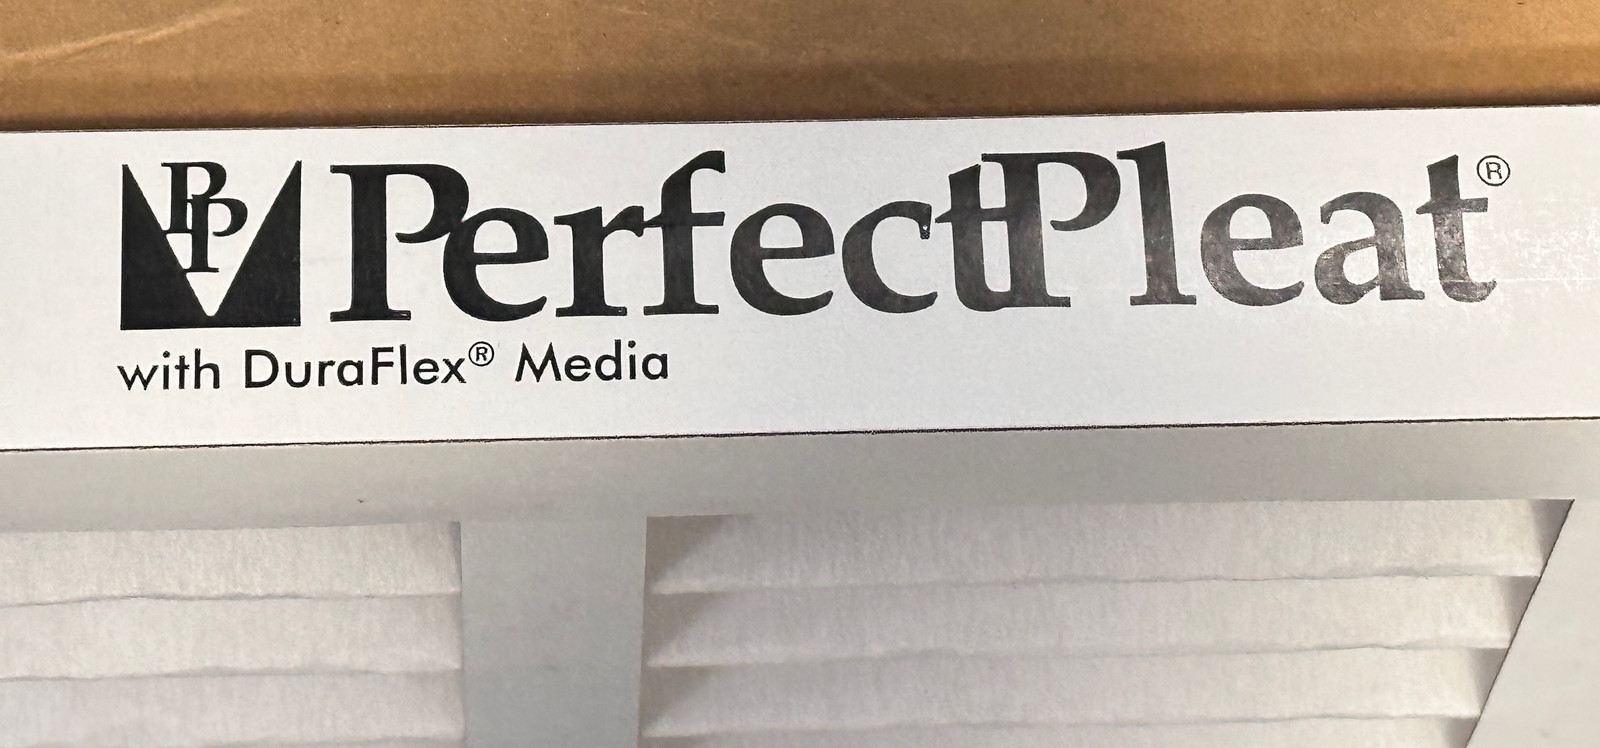 PP PerfectPleat®
with DuraFlex® Media